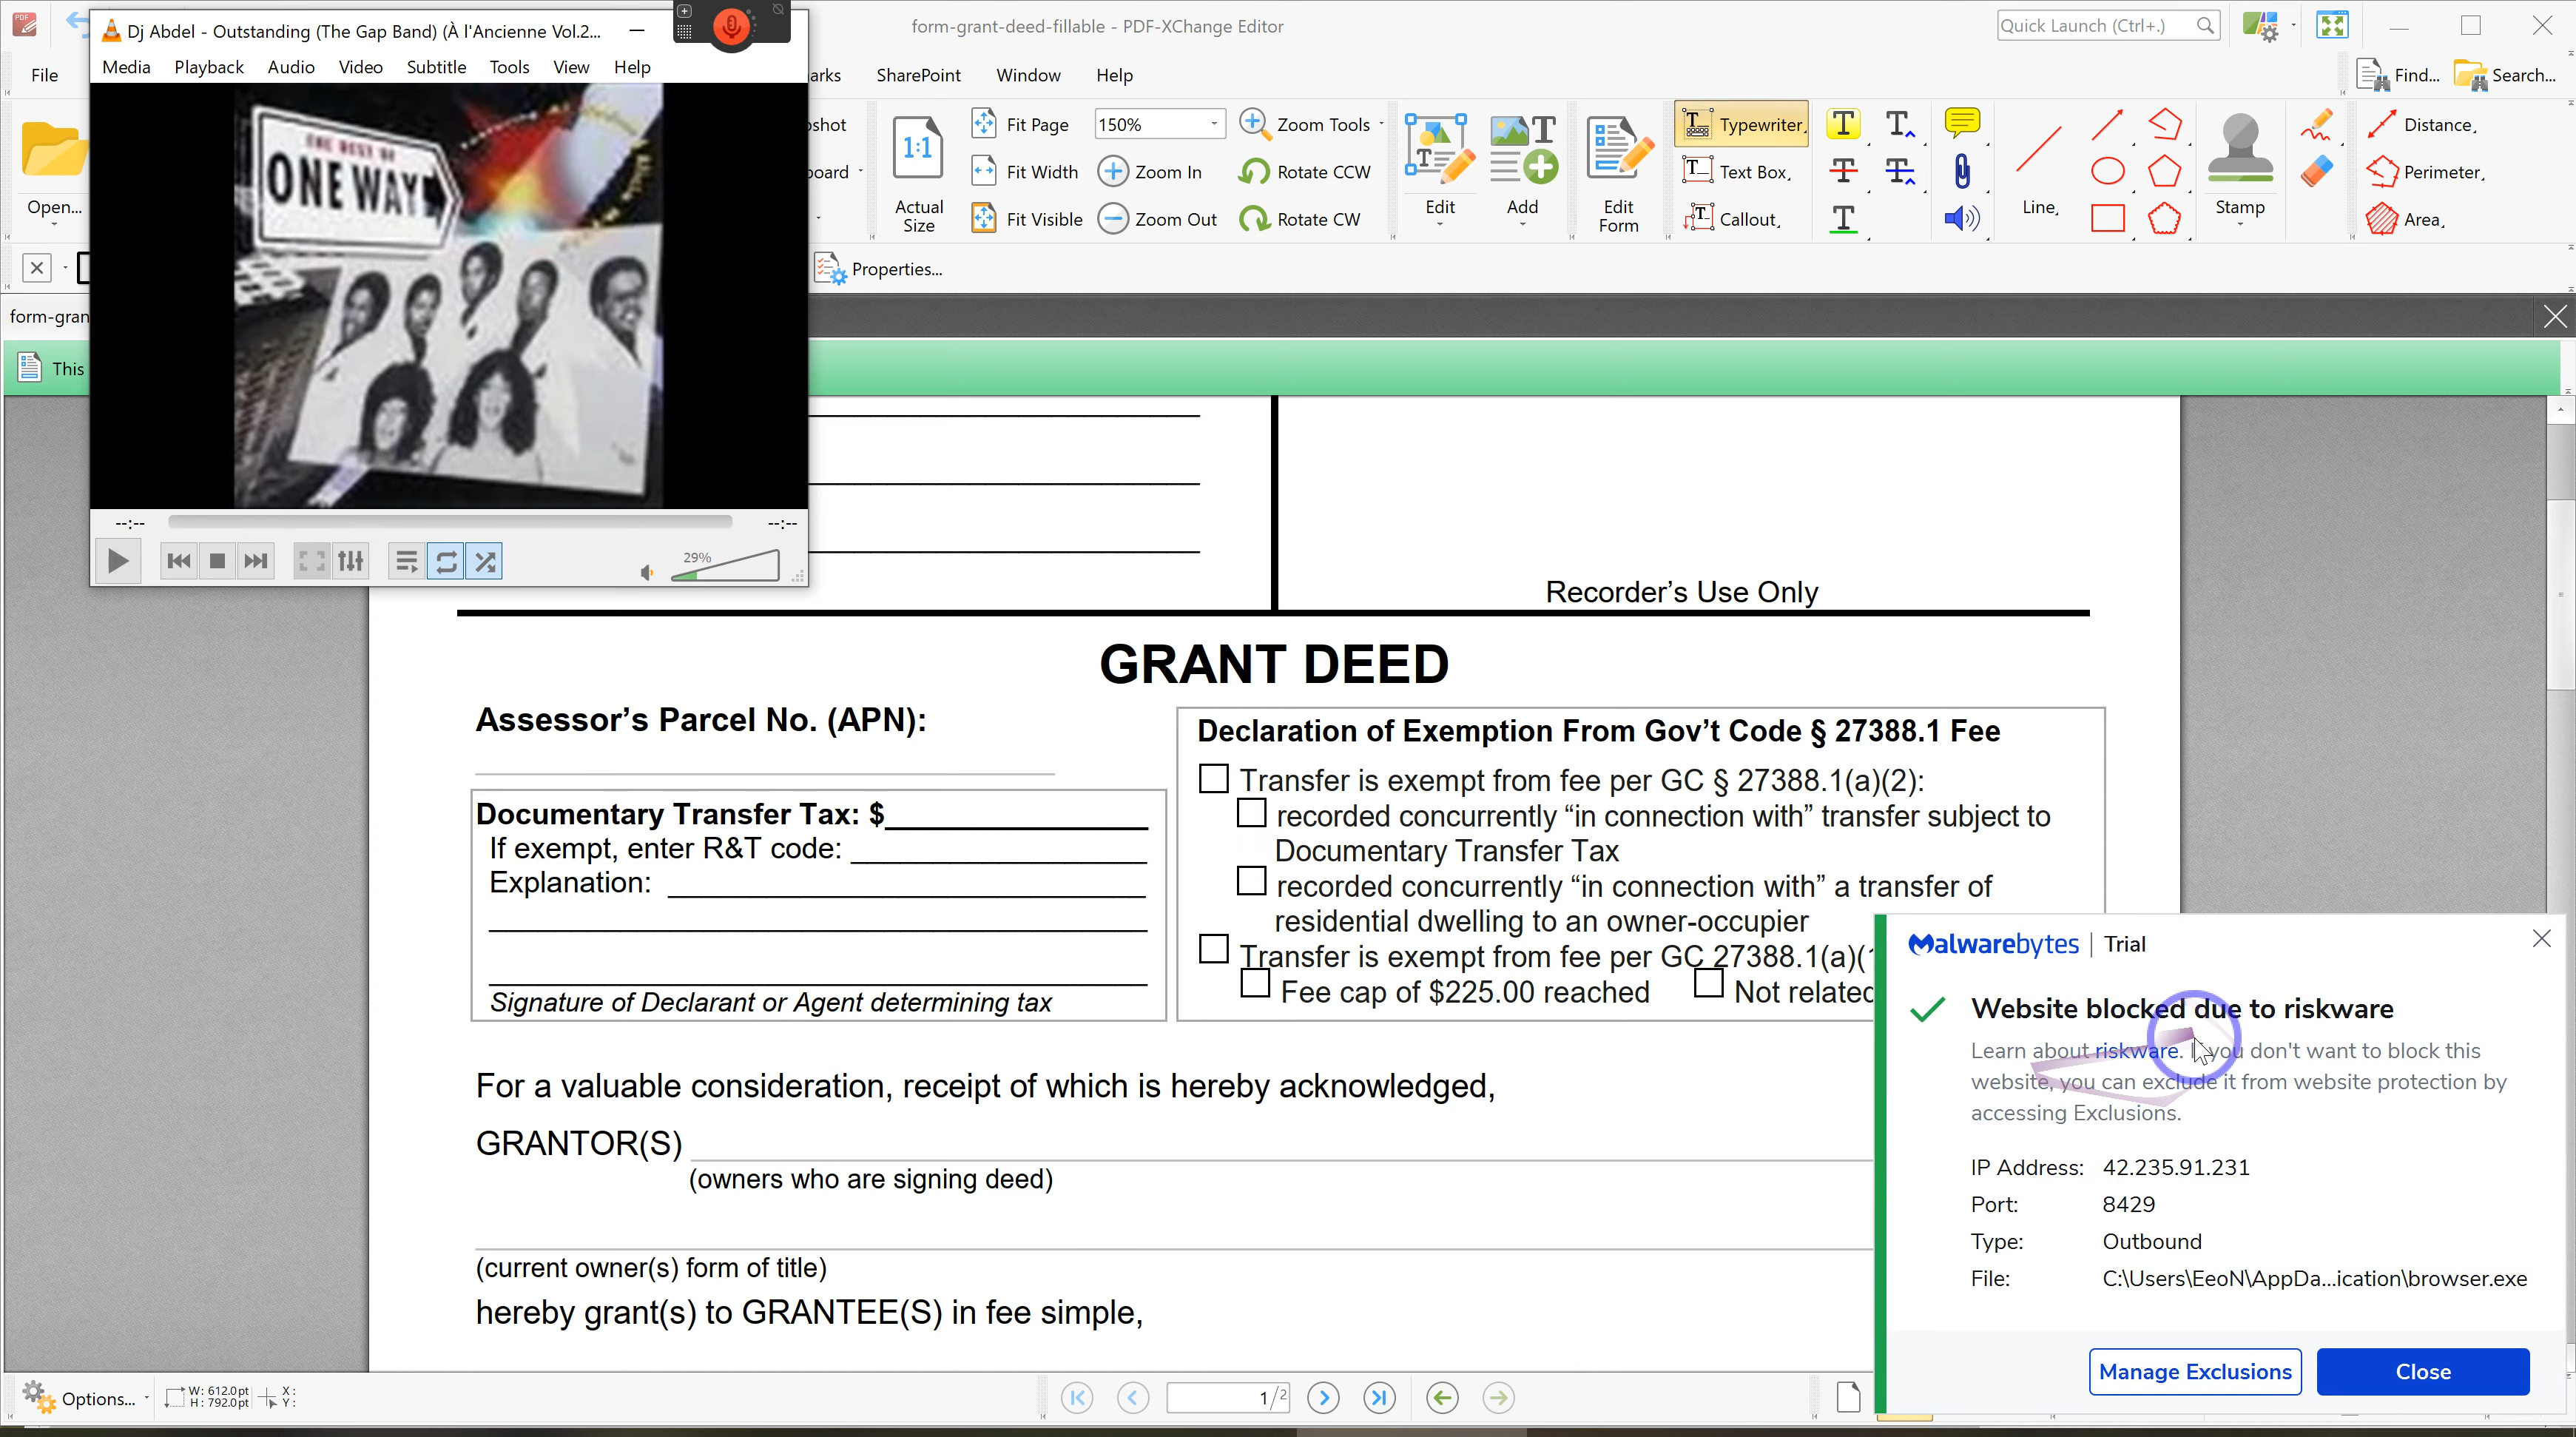 form-grant-deed-fillable - PDF-XChange Editor
Quick Launch (Ctrl+.)
Dj Abdel - Outstanding (The Gap Band) (À l'Ancienne Vol.2...
Media Playback Audio Video Subtitle Tools View Help
File
arks SharePoint Window Help
Find... Search...
THE BEST OF
ONE WAY
Open...
pshot
board
1:1
Actual
Size
Fit Page
Fit Width
Fit Visible
150%
Zoom In
Zoom Out
Zoom Tools
Rotate CCW
Rotate CW
Edit
Add
Edit
Form
Typewriter
Text Box
Callout
Line
Stamp
Distance
Perimeter
Area
Properties...
form-gran
This
--:-- --:--
29%
Recorder’s Use Only
GRANT DEED
Assessor’s Parcel No. (APN):
Documentary Transfer Tax: $
If exempt, enter R&T code:
Explanation:
Signature of Declarant or Agent determining tax
Declaration of Exemption From Gov’t Code § 27388.1 Fee
Transfer is exempt from fee per GC § 27388.1(a)(2):
recorded concurrently “in connection with” transfer subject to
Documentary Transfer Tax
recorded concurrently “in connection with” a transfer of
residential dwelling to an owner-occupier
Transfer is exempt from fee per GC 27388.1(a)(
Fee cap of $225.00 reached Not related
For a valuable consideration, receipt of which is hereby acknowledged,
GRANTOR(S)
(owners who are signing deed)
(current owner(s) form of title)
hereby grant(s) to GRANTEE(S) in fee simple,
Malwarebytes | Trial
Website blocked due to riskware
Learn about riskware. If you don't want to block this
website, you can exclude it from website protection by
accessing Exclusions.
IP Address: 42.235.91.231
Port: 8429
Type: Outbound
File: C:\Users\EeoN\AppDa...ication\browser.exe
Manage Exclusions Close
Options...
W: 612.0pt
H: 792.0pt
X:
Y:
1/2